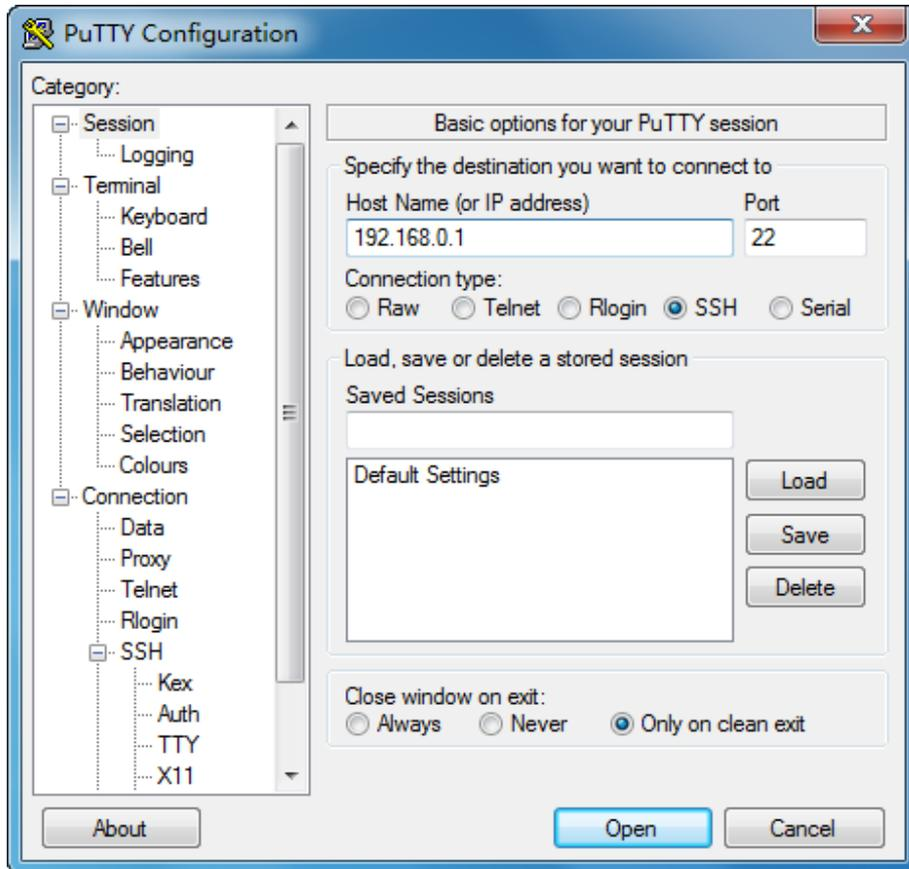 PuTTY Configuration
Category:
Session
Logging
Terminal
Keyboard
Bell
Features
Window
Appearance
Behaviour
Translation
Selection
Colours
Connection
Data
Proxy
Telnet
Rlogin
SSH
Kex
Auth
TTY
X11
Basic options for your PuTTY session
Specify the destination you want to connect to
Host Name (or IP address) Port
192.168.0.1 22
Connection type:
Raw Telnet Rlogin SSH Serial
Load, save or delete a stored session
Saved Sessions
Default Settings
Load
Save
Delete
Close window on exit:
Always Never Only on clean exit
About Open Cancel